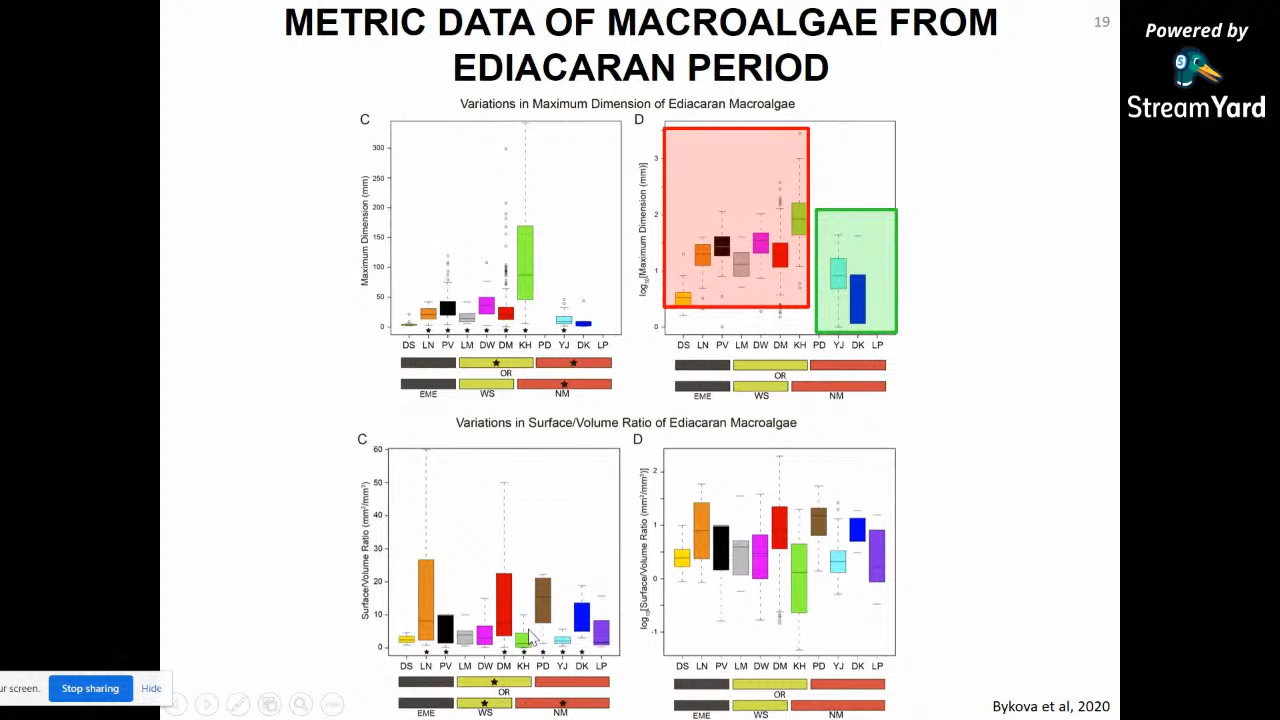 METRIC DATA OF MACROALGAE FROM
EDIACARAN PERIOD
19
Powered by
StreamYard
Variations in Maximum Dimension of Ediacaran Macroalgae
C
D
Maximum Dimension (mm)
300
250
200
150
100
50
0
DS LN PV LM DW DM KH PD YJ DK LP
OR
EME WS NM
log10[Maximum Dimension (mm)]
3
2
1
0
DS LN PV LM DW DM KH PD YJ DK LP
OR
EME WS NM
Variations in Surface/Volume Ratio of Ediacaran Macroalgae
C
D
Surface/Volume Ratio (mm²/mm³)
60
50
40
30
20
10
0
DS LN PV LM DW DM KH PD YJ DK LP
OR
EME WS NM
log10[Surface/Volume Ratio (mm²/mm³)]
2
1
0
-1
DS LN PV LM DW DM KH PD YJ DK LP
OR
EME WS NM
ur screen.
Stop sharing
Hide
Bykova et al, 2020